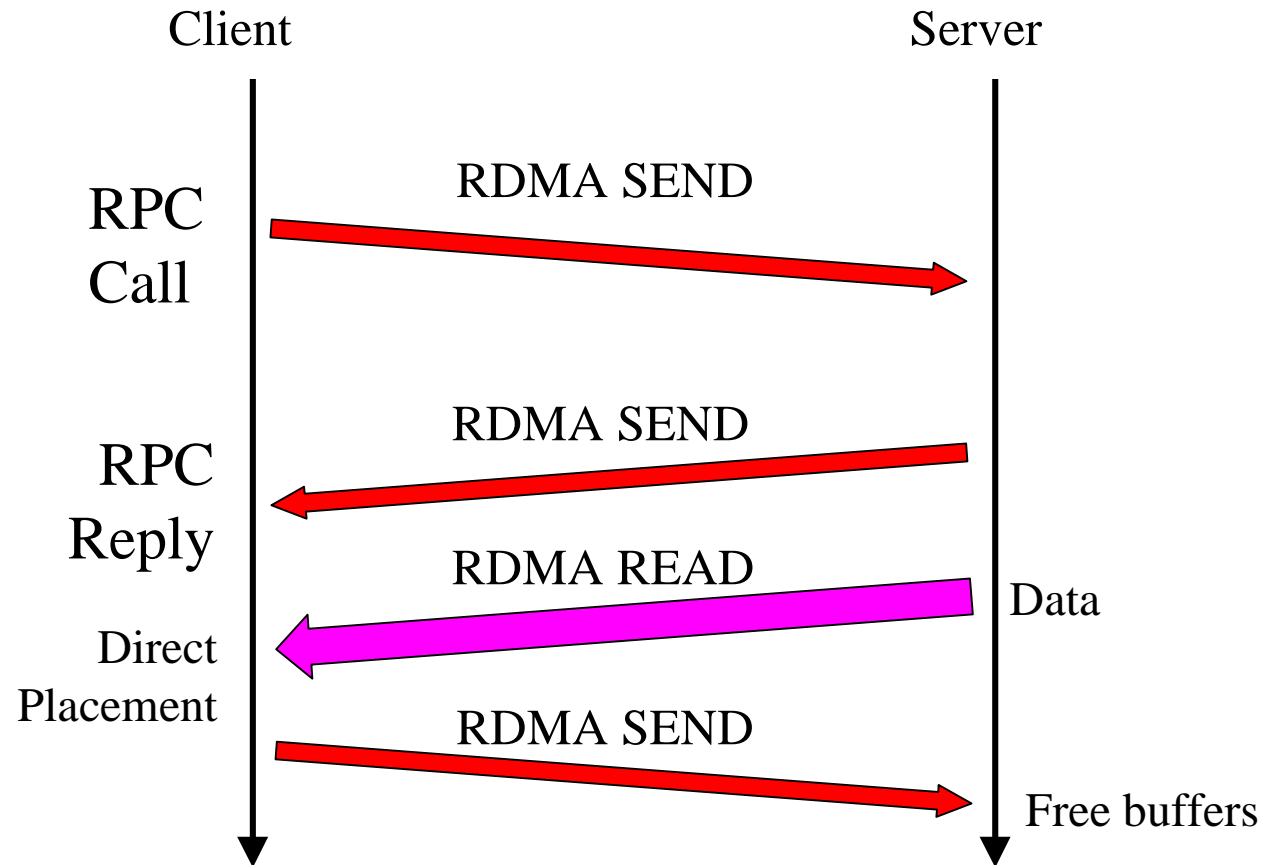 Client
Server
RDMA SEND
RPC
Call
RDMA SEND
RPC
Reply
RDMA READ
Data
Direct
Placement
RDMA SEND
Free buffers